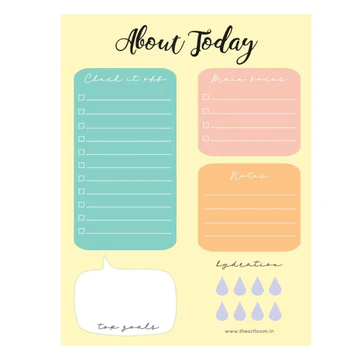 About Today
Check it off
Main focus
Notes
hydration
top goals
www.theartloom.in